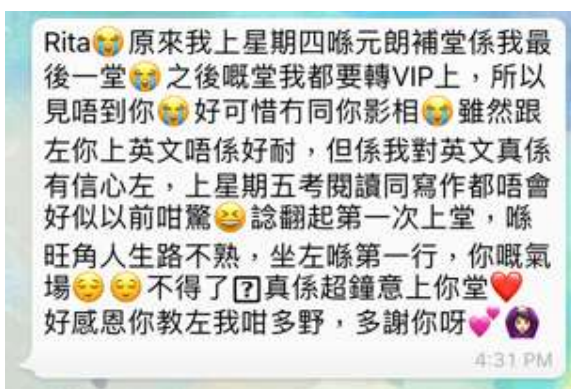 Rita😭原來我上星期四喺元朗補堂係我最
後一堂😭之後嘅堂我都要轉VIP上，所以
見唔到你😭好可惜冇同你影相😭雖然跟
左你上英文唔係好耐，但係我對英文真係
有信心左，上星期五考閱讀同寫作都唔會
好似以前咁驚😆諗翻起第一次上堂，喺
旺角人生路不熟，坐左喺第一行，你嘅氣
場😌😌不得了⍰真係超鐘意上你堂❤️
好感恩你教左我咁多野，多謝你呀💕🙆🏻
4:31 PM